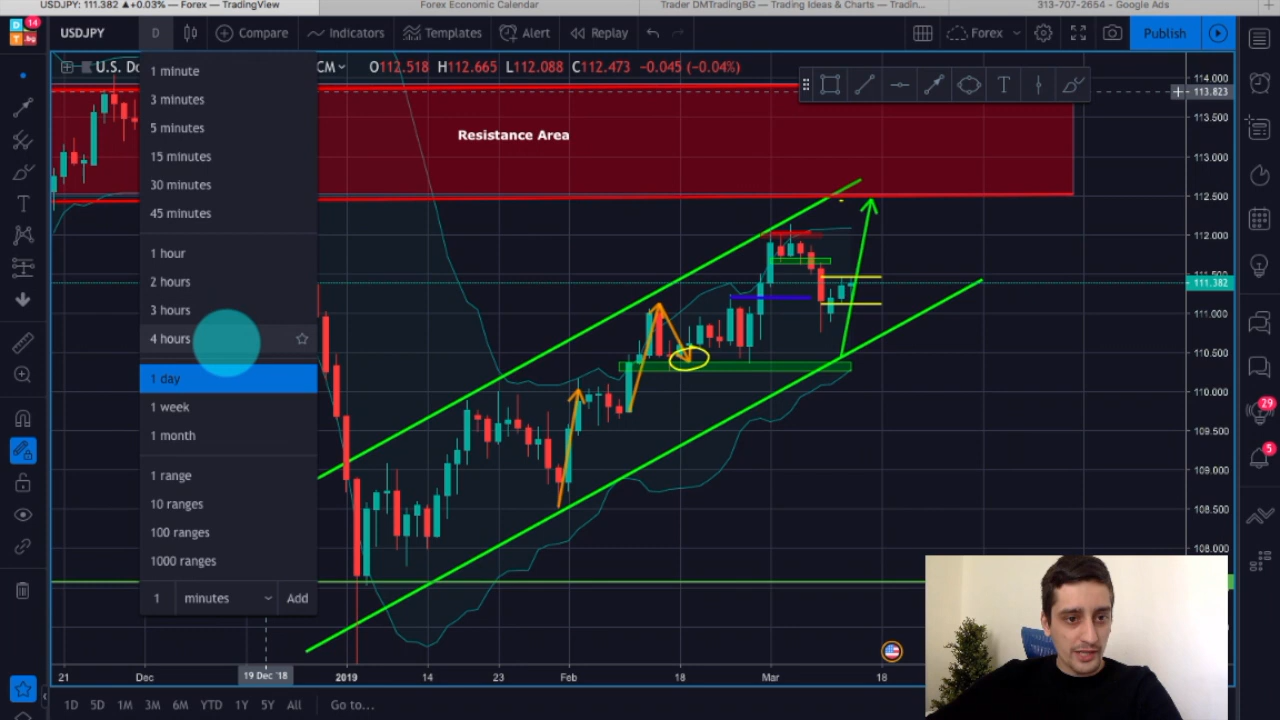 USDJPY: 111.382 ▲+0.03% — Forex — TradingView
Forex Economic Calendar
Trader DMTradingBG — Trading Ideas & Charts — Tradin...
313-707-2654 - Google Ads
14
USDJPY
D
Compare
Indicators
Templates
Alert
Replay
Forex
Publish
U.S. Do
CM
O112.518 H112.665 L112.088 C112.473 -0.045 (-0.04%)
1 minute
3 minutes
5 minutes
15 minutes
30 minutes
45 minutes
1 hour
2 hours
3 hours
4 hours
1 day
1 week
1 month
1 range
10 ranges
100 ranges
1000 ranges
1 minutes Add
Resistance Area
T
T
114.000
113.823
113.500
113.000
112.500
112.000
111.382
111.000
110.500
110.000
109.500
109.000
108.500
108.000
29
5
21 Dec 19 Dec '18 2019 14 23 Feb 18 Mar 18
1D 5D 1M 3M 6M YTD 1Y 5Y All Go to...